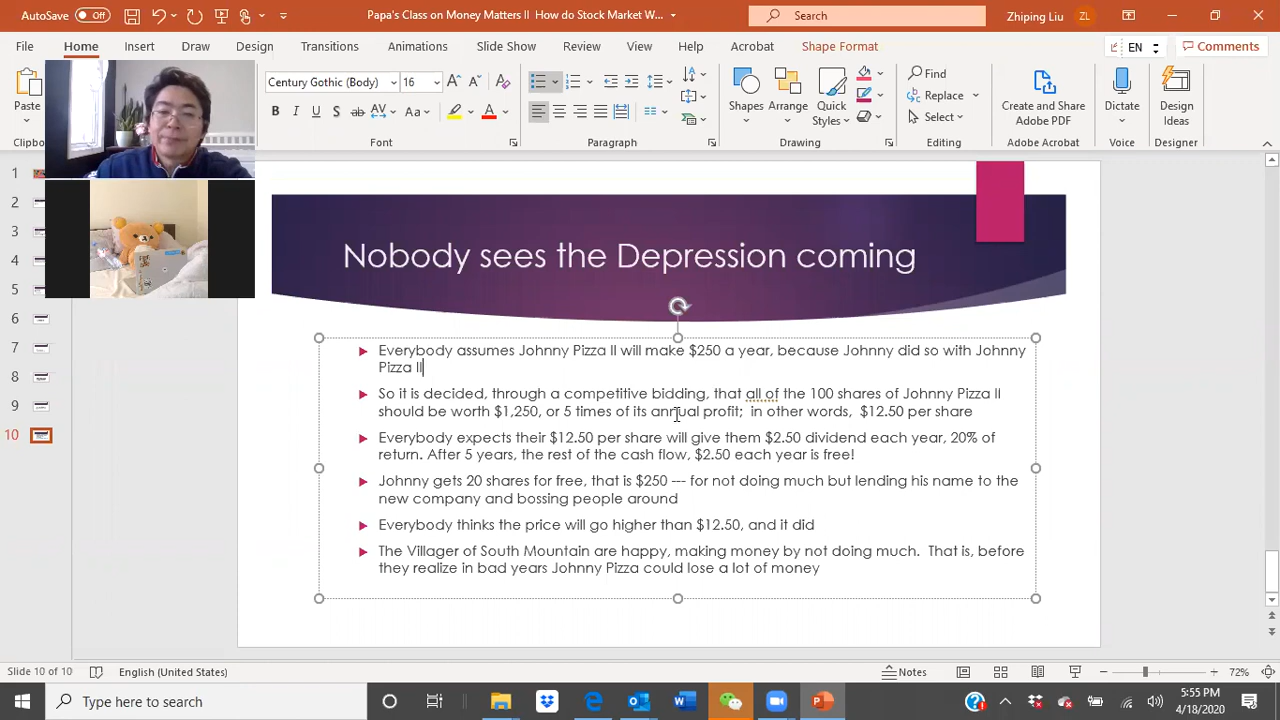 AutoSave Off Papa's Class on Money Matters II How do Stock Market W... Search Zhiping Liu ZL
File Home Insert Draw Design Transitions Animations Slide Show Review View Help Acrobat Shape Format EN Comments
Paste Century Gothic (Body) 16 Aa Shapes Arrange Quick Styles Find Replace Select Create and Share Adobe PDF Dictate Design Ideas
Font Paragraph Drawing Editing Adobe Acrobat Voice Designer
1
2
3
4
5
6
7
8
9
10
Nobody sees the Depression coming
Everybody assumes Johnny Pizza II will make $250 a year, because Johnny did so with Johnny
Pizza II
So it is decided, through a competitive bidding, that all of the 100 shares of Johnny Pizza II
should be worth $1,250, or 5 times of its annual profit; in other words, $12.50 per share
Everybody expects their $12.50 per share will give them $2.50 dividend each year, 20% of
return. After 5 years, the rest of the cash flow, $2.50 each year is free!
Johnny gets 20 shares for free, that is $250 --- for not doing much but lending his name to the
new company and bossing people around
Everybody thinks the price will go higher than $12.50, and it did
The Villager of South Mountain are happy, making money by not doing much. That is, before
they realize in bad years Johnny Pizza could lose a lot of money
Slide 10 of 10 English (United States) Notes 72%
Type here to search 5:55 PM
4/18/2020